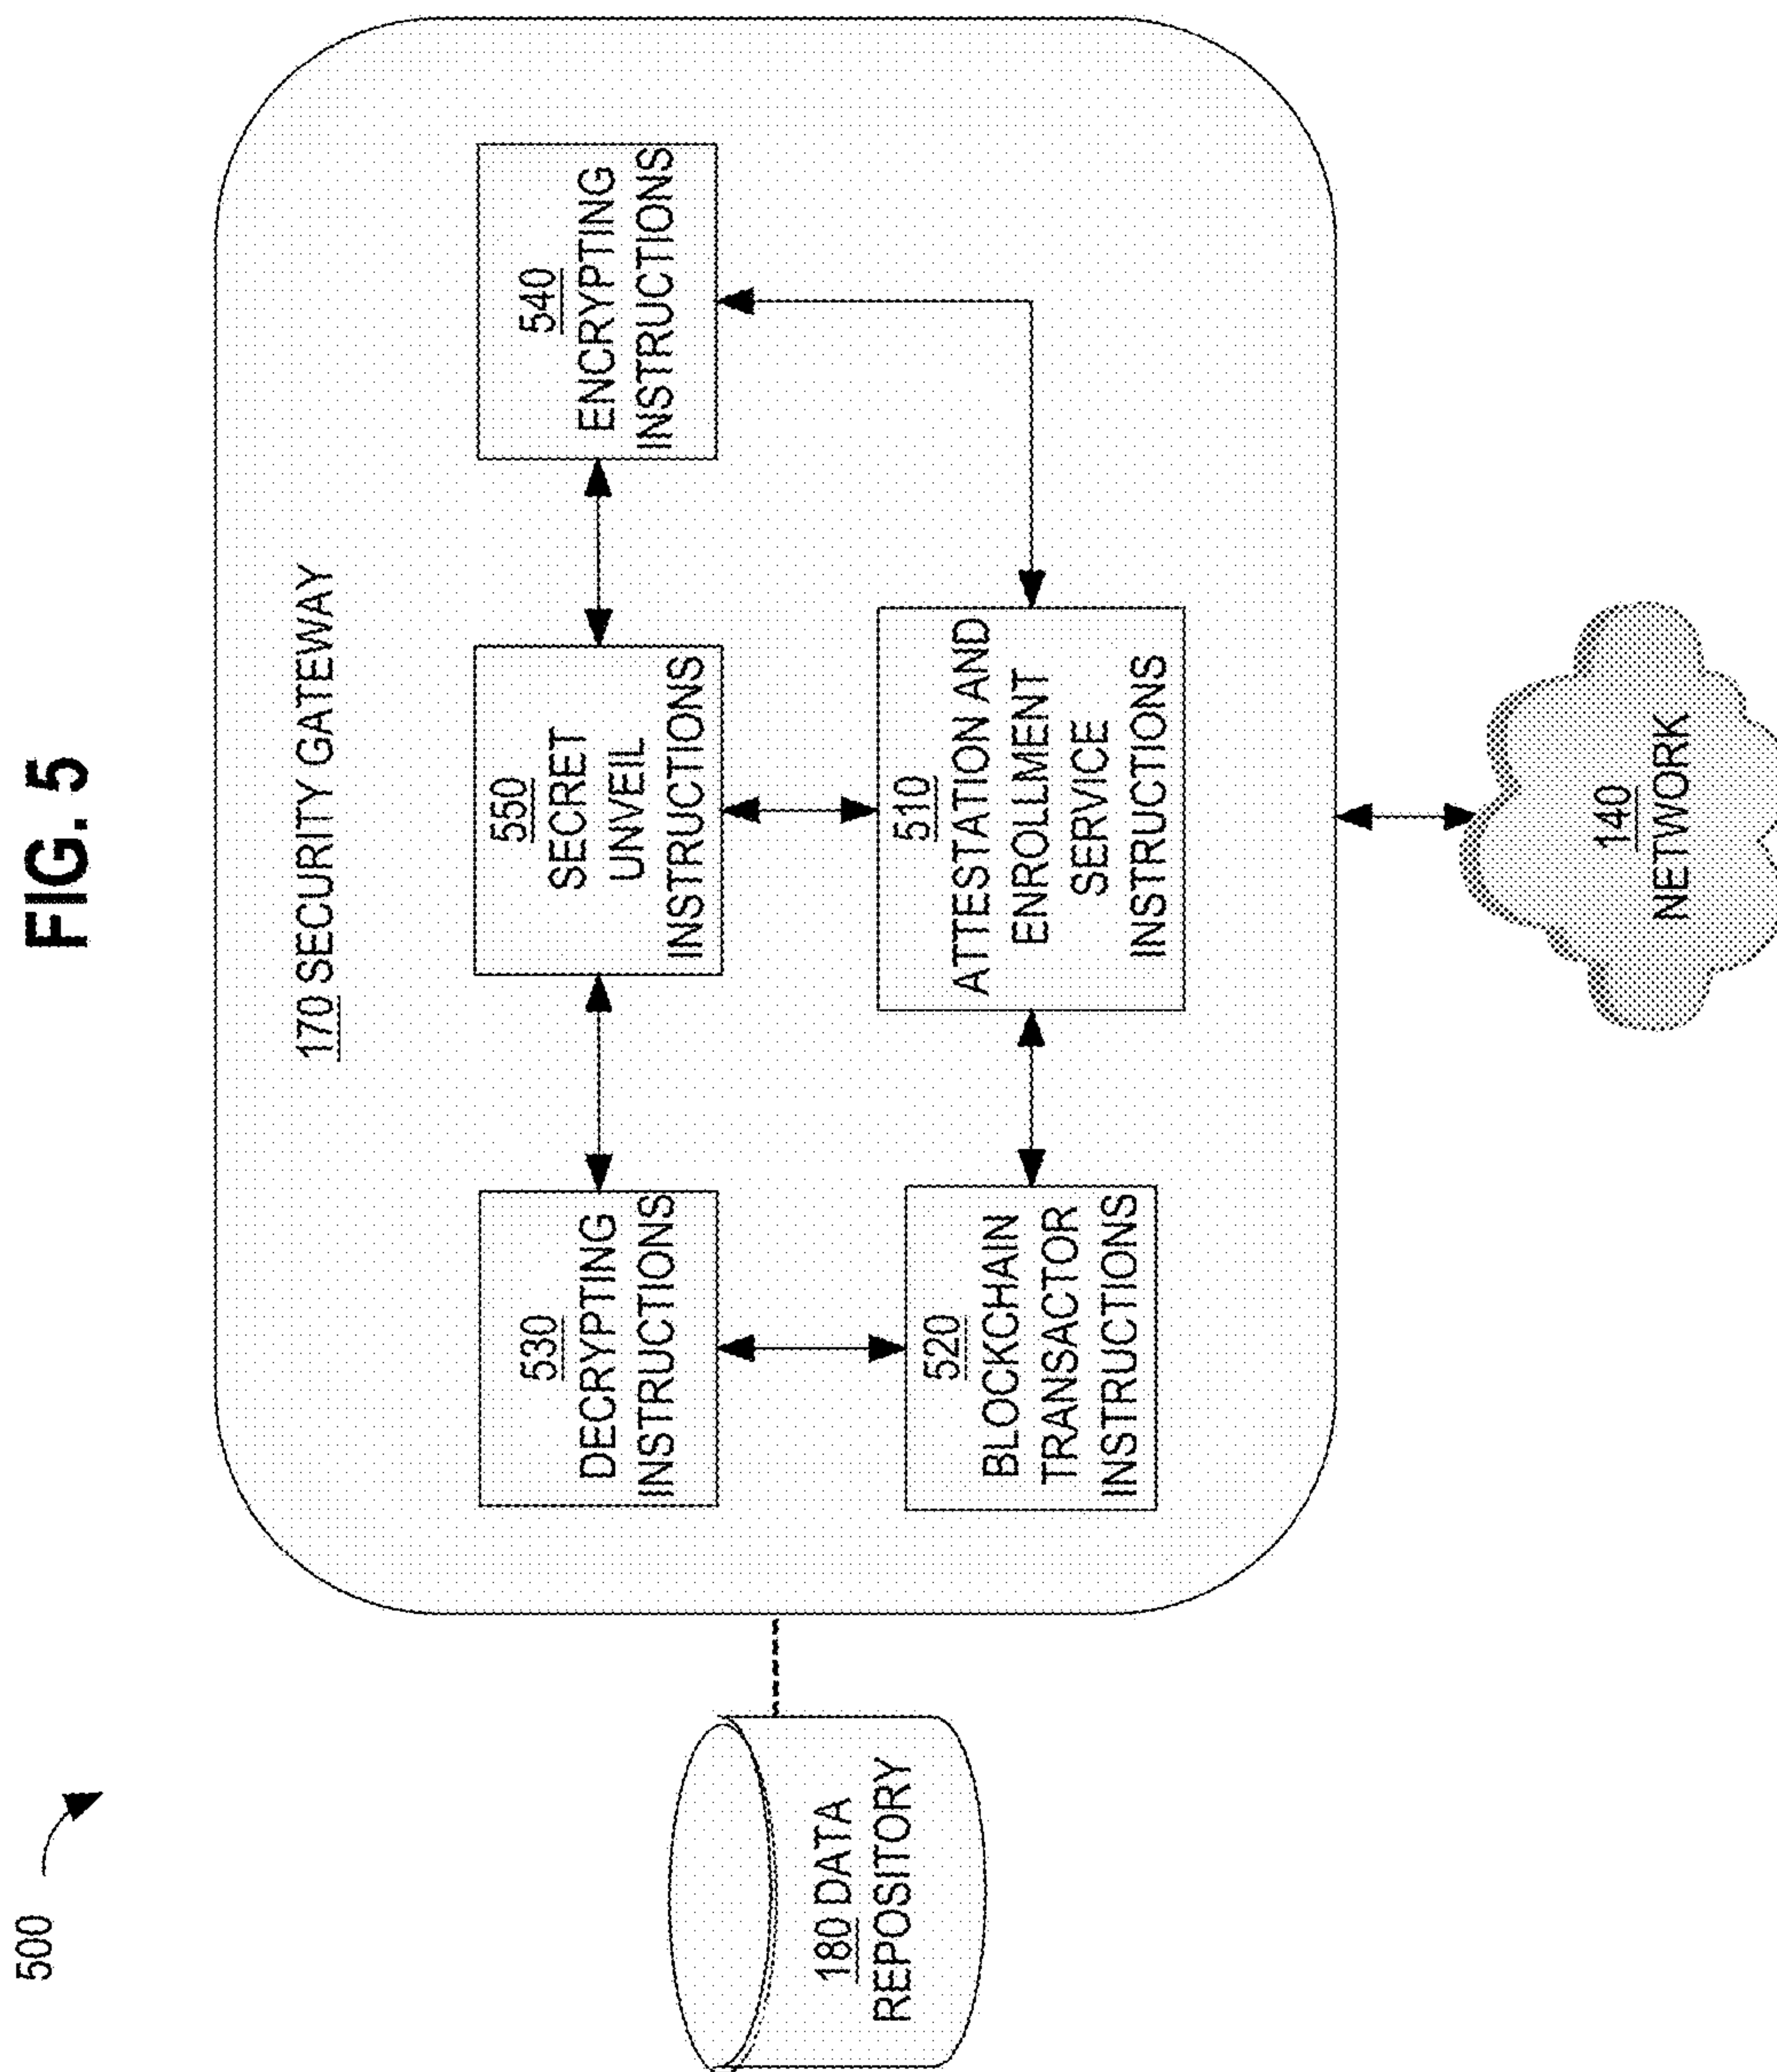 FIG. 5
500
170 SECURITY GATEWAY
530
DECRYPTING
INSTRUCTIONS
550
SECRET
UNVEIL
INSTRUCTIONS
540
ENCRYPTING
INSTRUCTIONS
180 DATA
REPOSITORY
520
BLOCKCHAIN
TRANSACTOR
INSTRUCTIONS
510
ATTESTATION AND
ENROLLMENT
SERVICE
INSTRUCTIONS
140
NETWORK